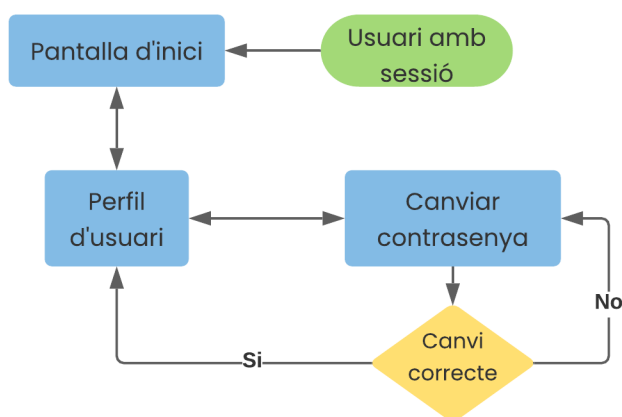 Pantalla d'inici
Usuari amb
sessió
Perfil
d'usuari
Canviar
contrasenya
No
Canvi
correcte
Si